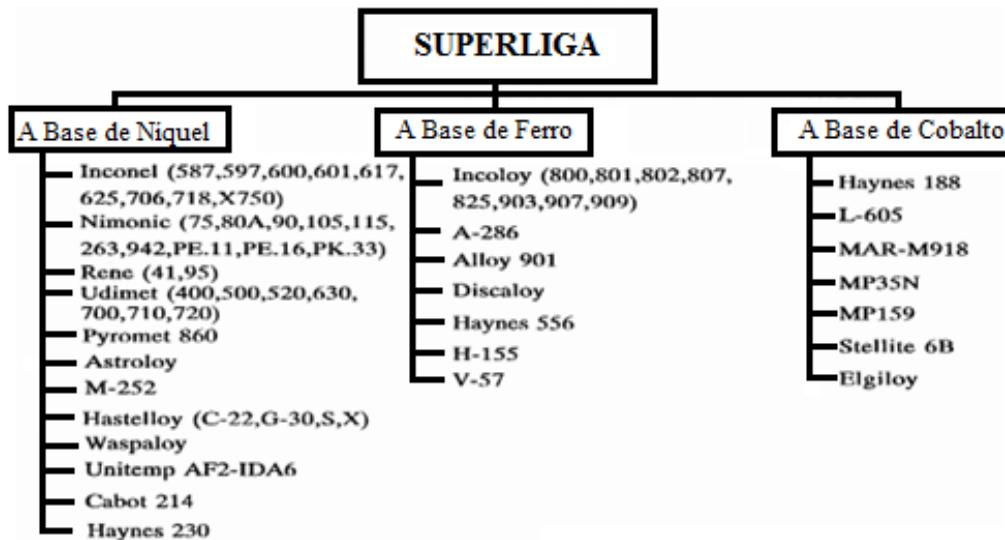 SUPERLIGA
A Base de Niquel
Inconel (587,597,600,601,617,
625,706,718,X750)
Nimonic (75,80A,90,105,115,
263,942,PE.11,PE.16,PK.33)
Rene (41,95)
Udimet (400,500,520,630,
700,710,720)
Pyromet 860
Astroloy
M-252
Hastelloy (C-22,G-30,S,X)
Waspaloy
Unitemp AF2-IDA6
Cabot 214
Haynes 230
A Base de Ferro
Incoloy (800,801,802,807,
825,903,907,909)
A-286
Alloy 901
Discaloy
Haynes 556
H-155
V-57
A Base de Cobalto
Haynes 188
L-605
MAR-M918
MP35N
MP159
Stellite 6B
Elgiloy